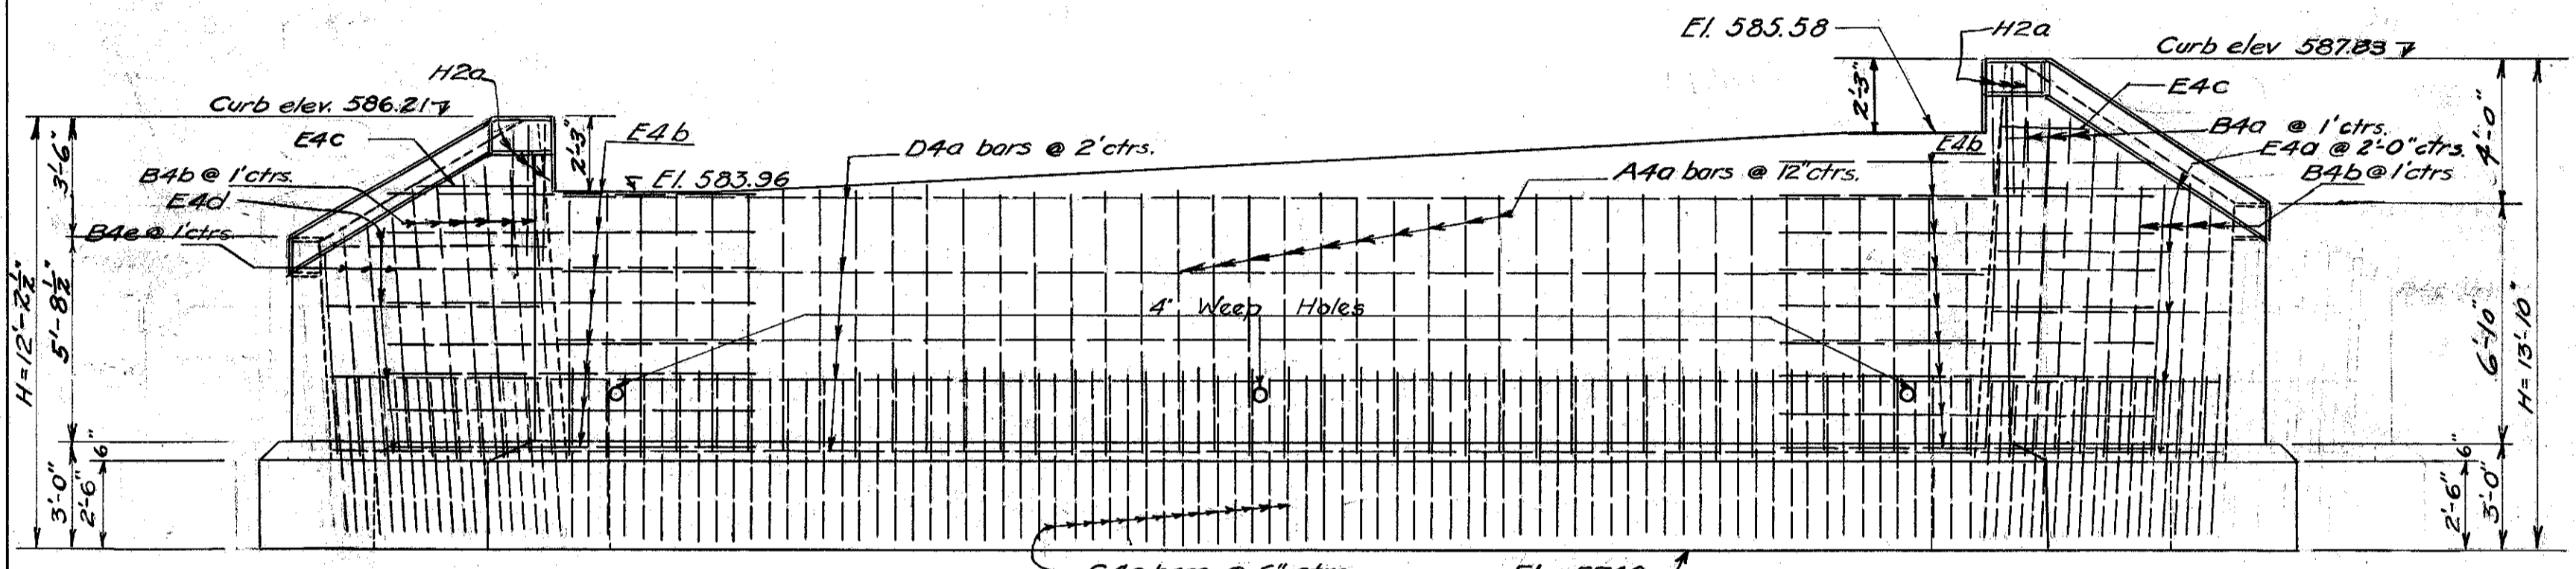 El. 585.58
H2a
Curb elev 587.83
H2a
Curb elev. 586.21
2'-3"
E4c
E4c
2'-3"
E4b
D4a bars @ 2'ctrs.
B4a @ 1'ctrs.
4'-0"
E4b
E4a @ 2'-0"ctrs.
3'-6"
B4b @ 1'ctrs.
El. 583.96
A4a bars @ 12"ctrs.
B4b @ 1'ctrs
E4d
B4e @ 1'ctrs
4" Weep Holes
H=12'-2½"
5'-8½"
6'-10"
H=13'-10"
6"
3'-0"
2'-6"
6"
2'-6"
3'-0"